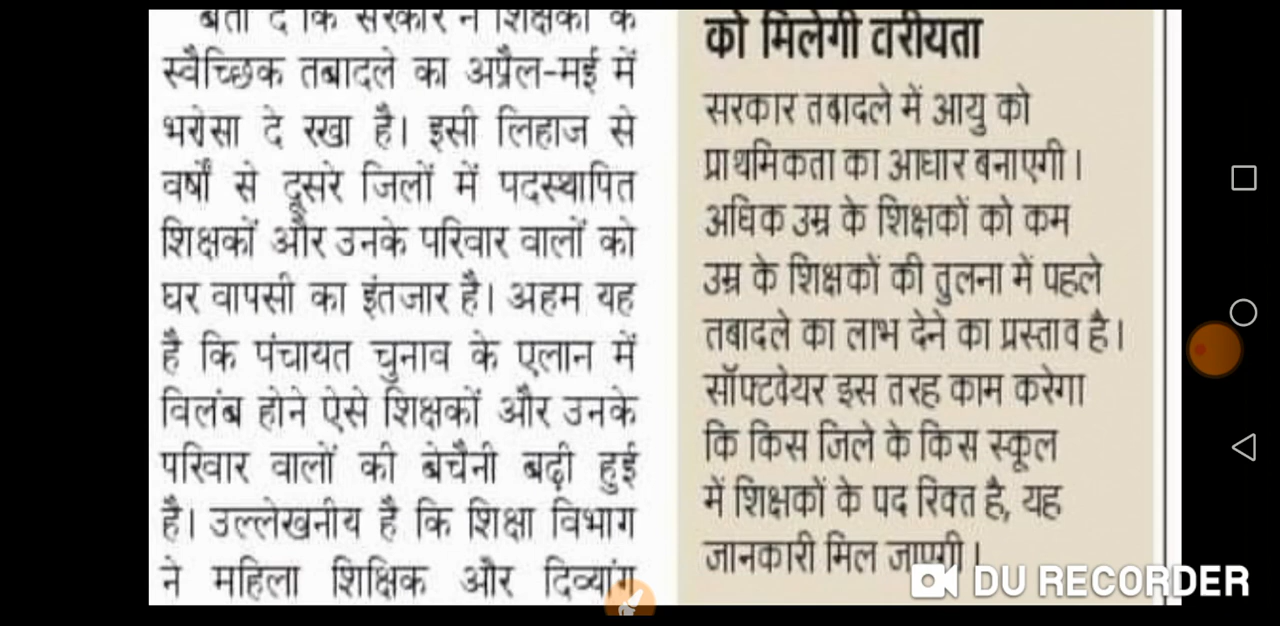 बता दें कि सरकार ने शिक्षकों के
स्वैच्छिक तबादले का अप्रैल-मई में
भरोसा दे रखा है। इसी लिहाज से
वर्षों से दूसरे जिलों में पदस्थापित
शिक्षकों और उनके परिवार वालों को
घर वापसी का इंतजार है। अहम यह
है कि पंचायत चुनाव के एलान में
विलंब होने ऐसे शिक्षकों और उनके
परिवार वालों की बेचैनी बढ़ी हुई
है। उल्लेखनीय है कि शिक्षा विभाग
ने महिला शिक्षिक और दिव्यांग
को मिलेगी वरीयता
सरकार तबादले में आयु को
प्राथमिकता का आधार बनाएगी।
अधिक उम्र के शिक्षकों को कम
उम्र के शिक्षकों की तुलना में पहले
तबादले का लाभ देने का प्रस्ताव है।
सॉफ्टवेयर इस तरह काम करेगा
कि किस जिले के किस स्कूल
में शिक्षकों के पद रिक्त है, यह
जानकारी मिल जाएगी।
DU RECORDER